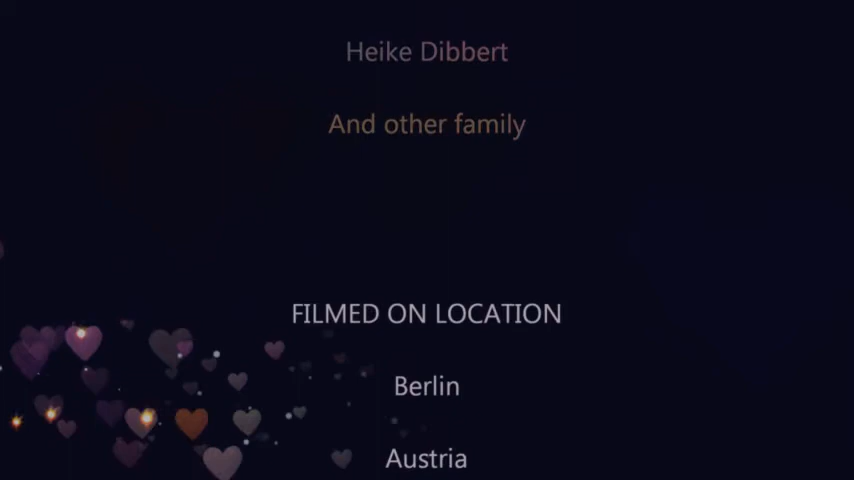 Heike Dibbert
And other family
FILMED ON LOCATION
Berlin
Austria